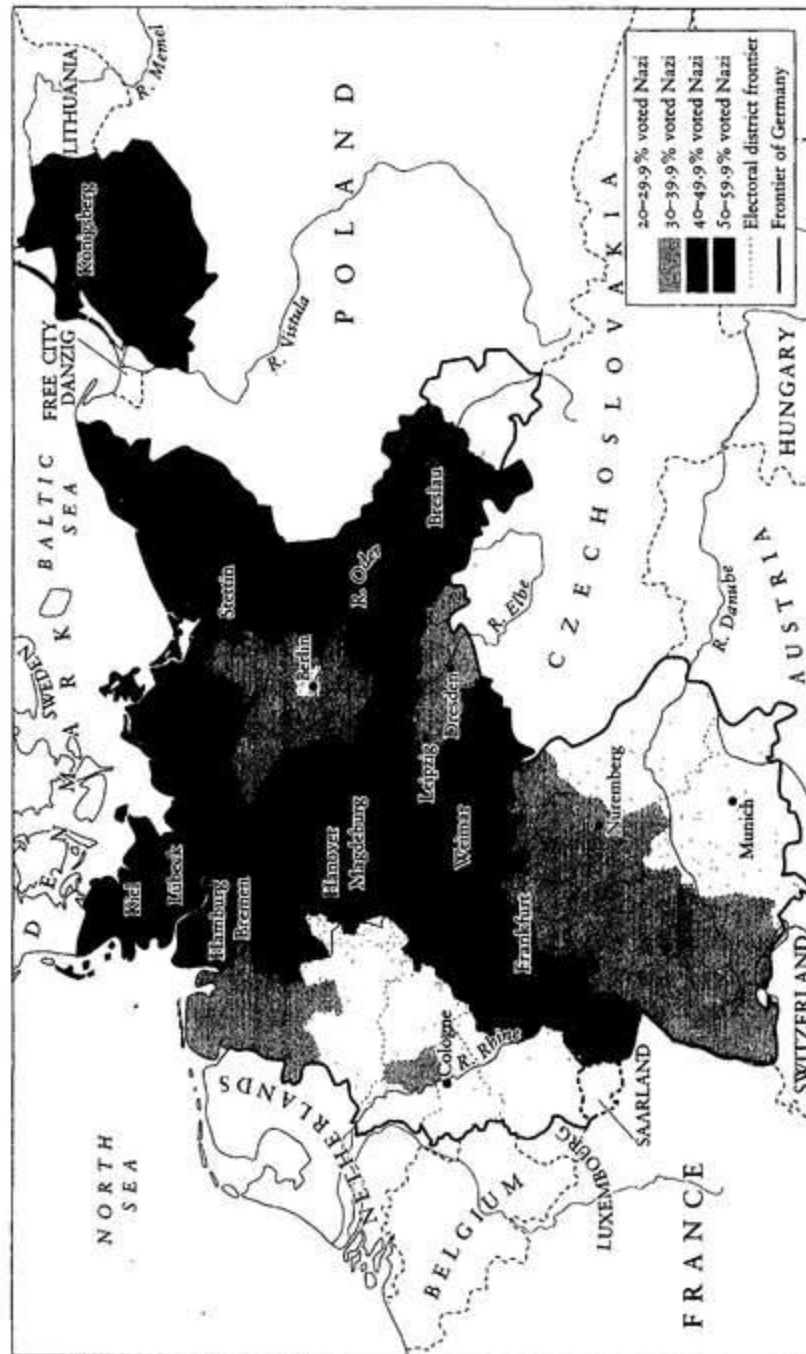 NORTH
SEA
D E N M A R K
SWEDEN
BALTIC
SEA
FREE CITY
DANZIG
LITHUANIA
R. Memel
Königsberg
Kiel
Lübeck
Hamburg
Bremen
Stettin
Berlin
Hanover
Magdeburg
R. Oder
R. Vistula
POLAND
NETHERLANDS
BELGIUM
LUXEMBOURG
SAARLAND
FRANCE
Cologne
R. Rhine
Frankfurt
Weimar
Leipzig
Dresden
Breslau
R. Elbe
CZECHOSLOVAKIA
Nuremberg
Munich
R. Danube
SWITZERLAND
AUSTRIA
HUNGARY
20–29·9% voted Nazi
30–39·9% voted Nazi
40–49·9% voted Nazi
50–59·9% voted Nazi
Electoral district frontier
Frontier of Germany